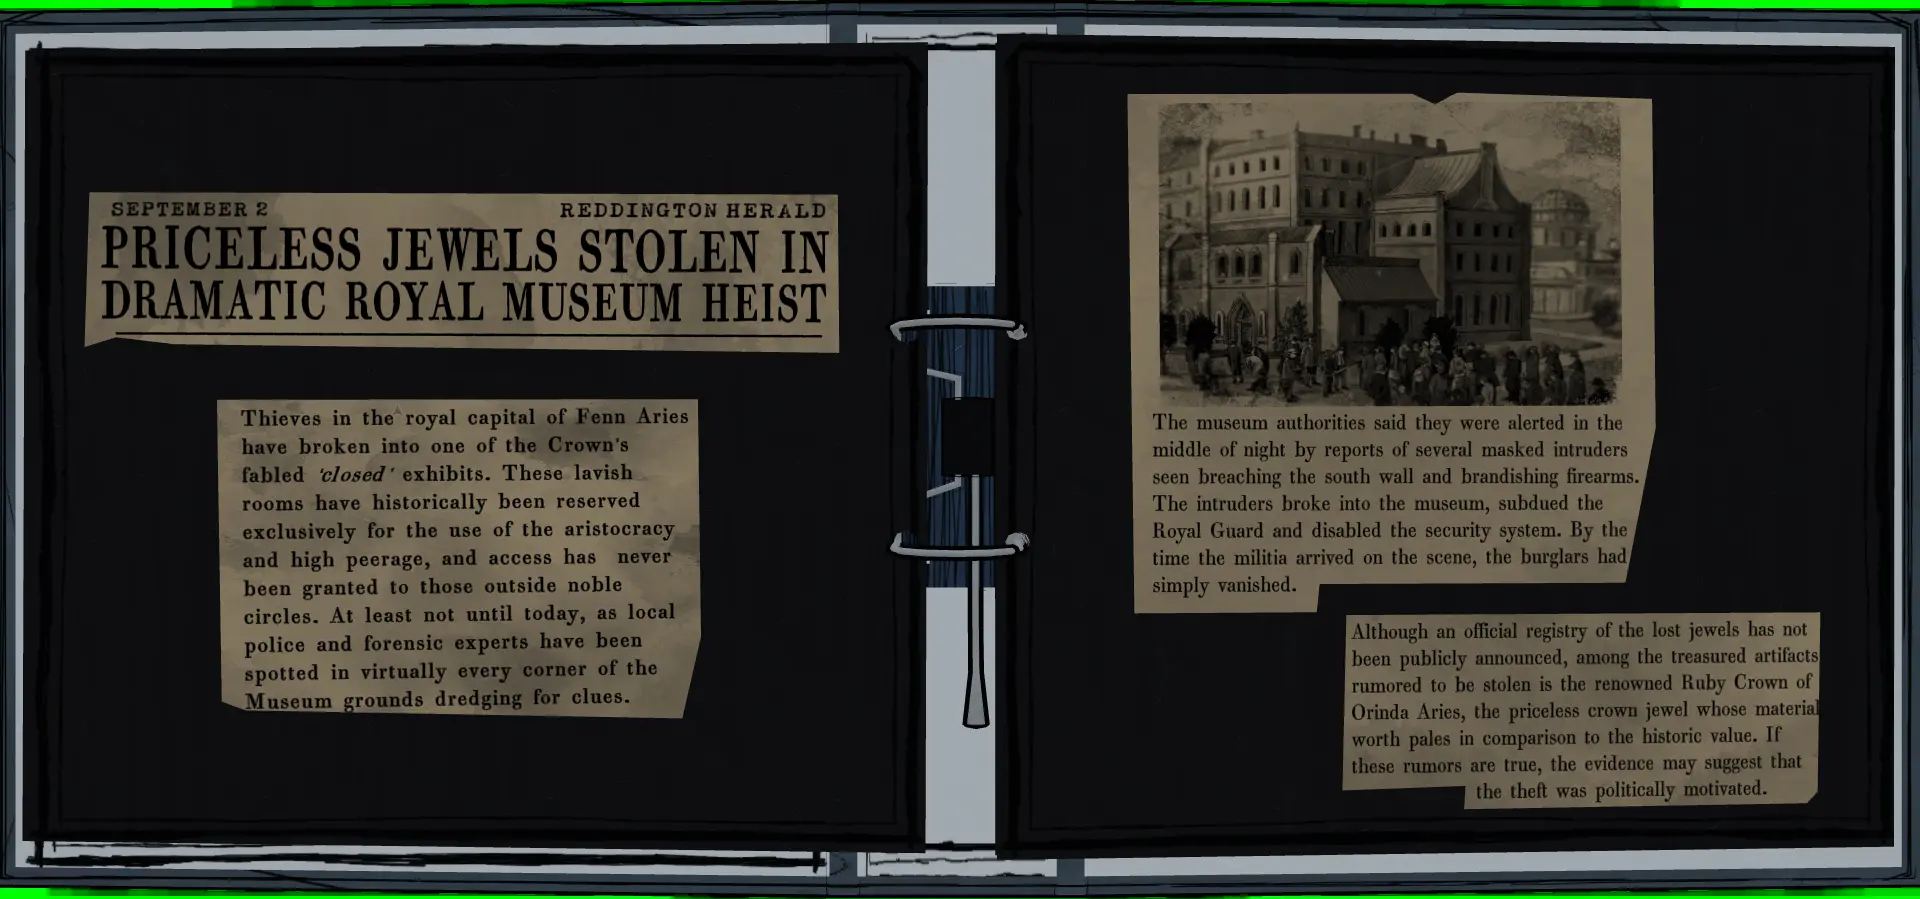 SEPTEMBER 2
REDDINGTON HERALD
PRICELESS JEWELS STOLEN IN
DRAMATIC ROYAL MUSEUM HEIST
Thieves in the royal capital of Fenn Aries
have broken into one of the Crown's
fabled 'closed' exhibits. These lavish
rooms have historically been reserved
exclusively for the use of the aristocracy
and high peerage, and access has never
been granted to those outside noble
circles. At least not until today, as local
police and forensic experts have been
spotted in virtually every corner of the
Museum grounds dredging for clues.
The museum authorities said they were alerted in the
middle of night by reports of several masked intruders
seen breaching the south wall and brandishing firearms.
The intruders broke into the museum, subdued the
Royal Guard and disabled the security system. By the
time the militia arrived on the scene, the burglars had
simply vanished.
Although an official registry of the lost jewels has not
been publicly announced, among the treasured artifacts
rumored to be stolen is the renowned Ruby Crown of
Orinda Aries, the priceless crown jewel whose material
worth pales in comparison to the historic value. If
these rumors are true, the evidence may suggest that
the theft was politically motivated.